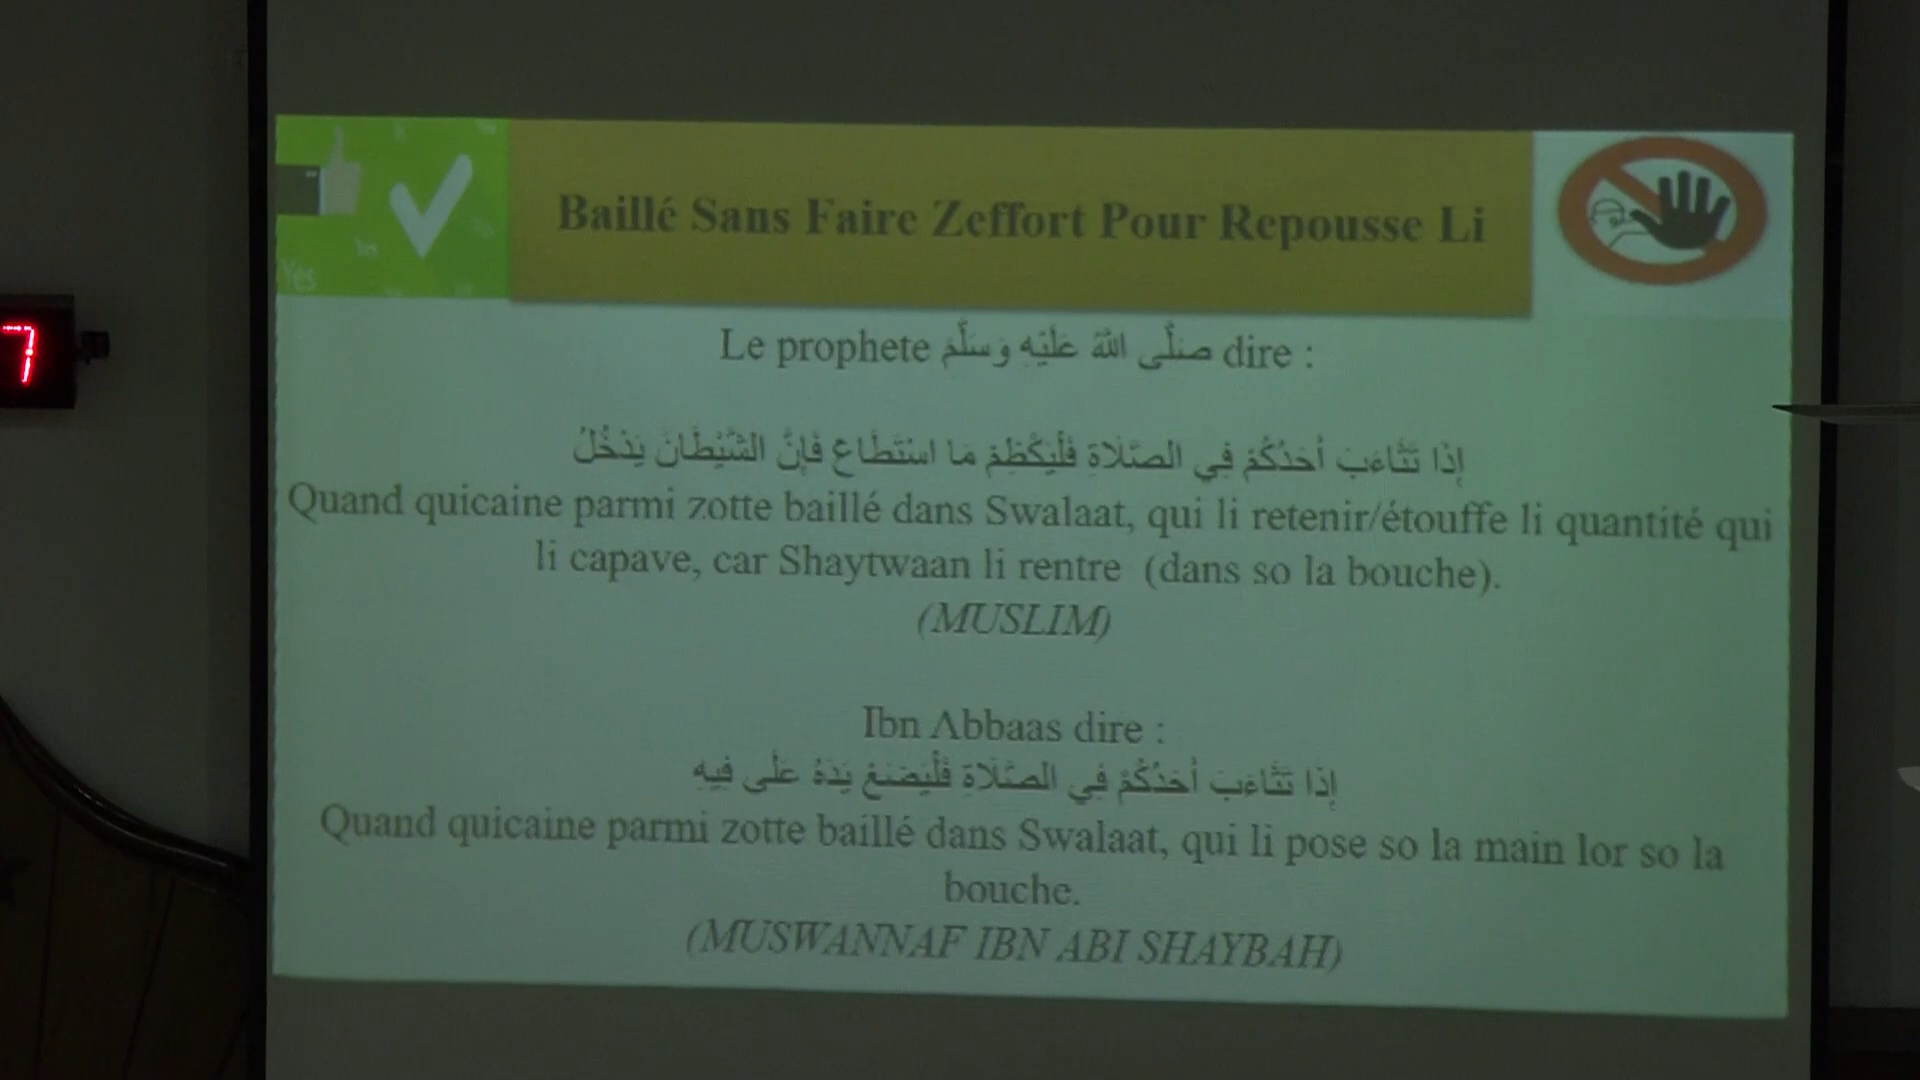 Yes
Yes
Baillé Sans Faire Zeffort Pour Repousse Li
7
Le prophete صَلَّى اللهُ عَلَيْهِ وَسَلَّمَ dire :
إِذَا تَثَاءَبَ أَحَدُكُمْ فِي الصَّلَاةِ فَلْيَكْظِمْ مَا اسْتَطَاعَ فَإِنَّ الشَّيْطَانَ يَدْخُلُ
Quand quicaine parmi zotte baillé dans Swalaat, qui li retenir/étouffe li quantité qui
li capave, car Shaytwaan li rentre (dans so la bouche).
(MUSLIM)
Ibn Abbaas dire :
إِذَا تَثَاءَبَ أَحَدُكُمْ فِي الصَّلَاةِ فَلْيَضَعْ يَدَهُ عَلَى فِيهِ
Quand quicaine parmi zotte baillé dans Swalaat, qui li pose so la main lor so la
bouche.
(MUSWANNAF IBN ABI SHAYBAH)